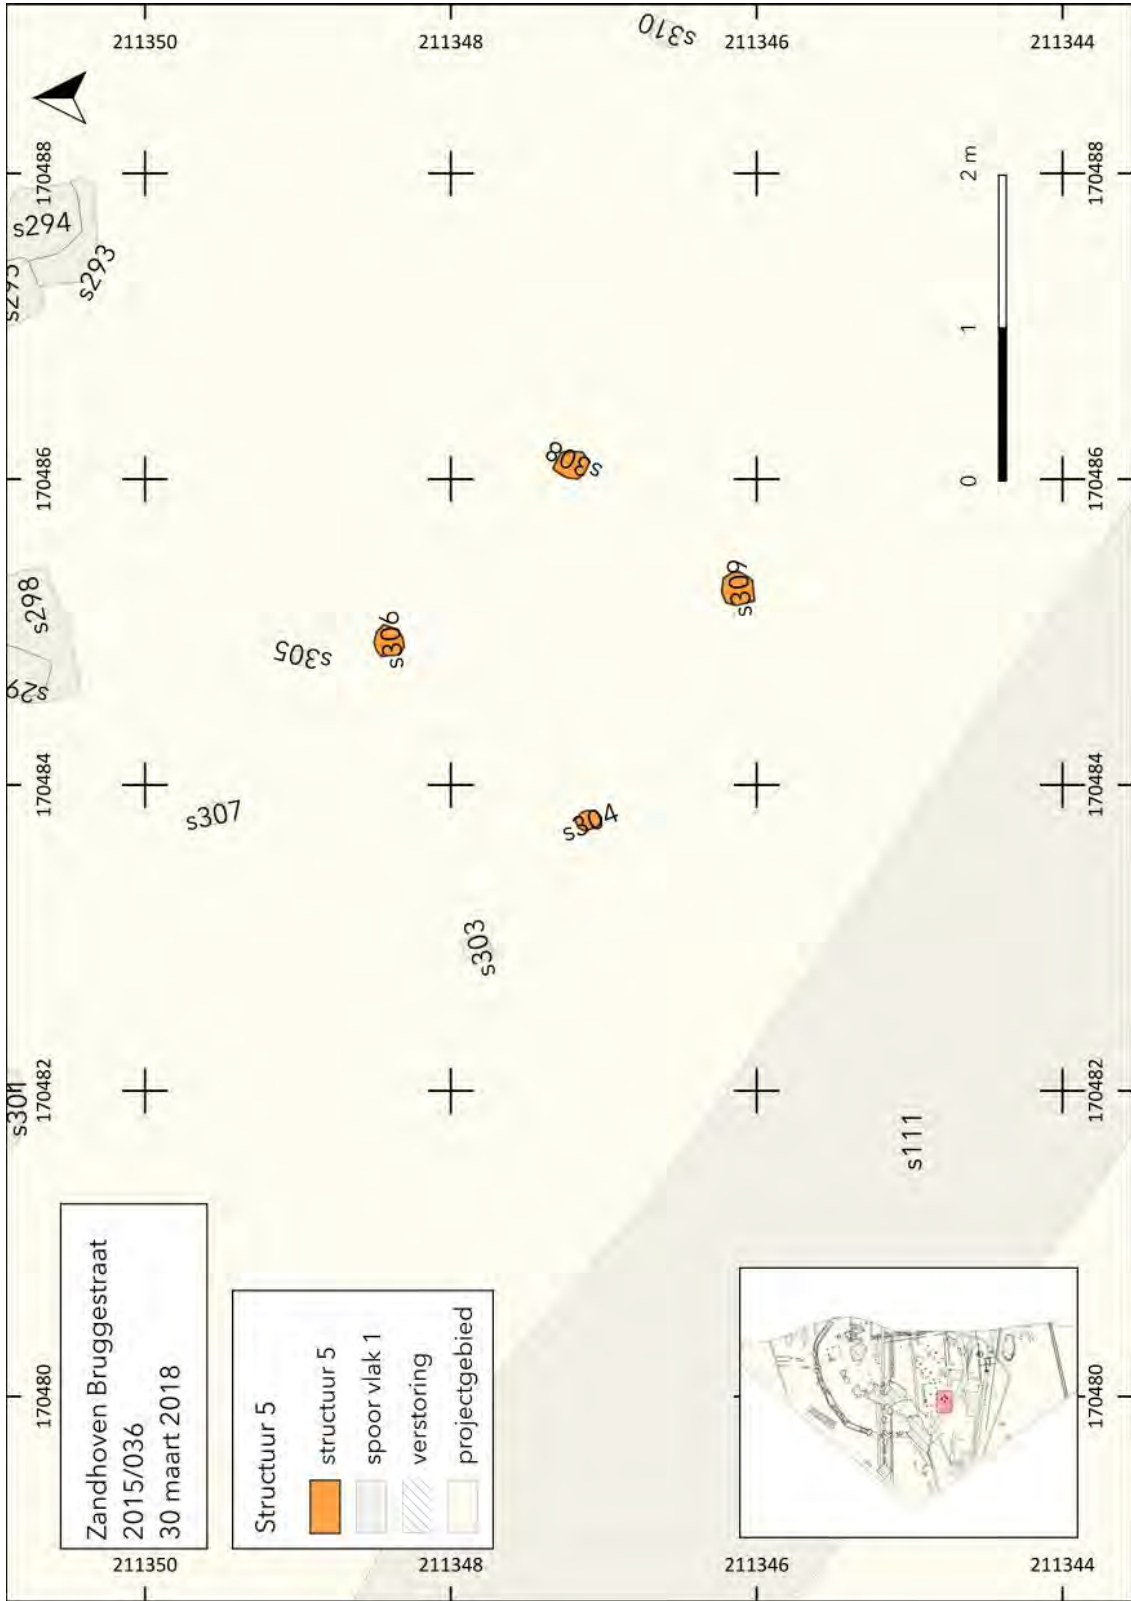 Zandhoven Bruggestraat
2015/036
30 maart 2018
Structuur 5
structuur 5
spoor vlak 1
verstoring
projectgebied
170480
170482
170484
170486
170488
211350
211348
211346
211344
211350
211348
211346
211344
170480
170482
170484
170486
170488
s301
s298
s294
s293
s307
s305
s306
s303
s304
s308
s309
s310
s111
0
1
2 m